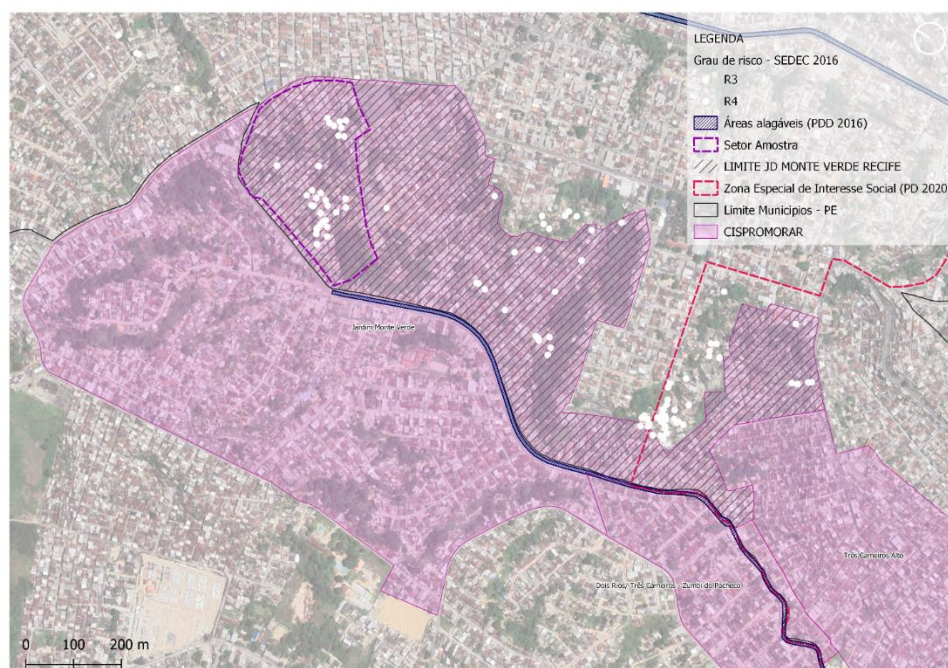 LEGENDA
Grau de risco - SEDEC 2016
R3
R4
Áreas alagáveis (PDD 2016)
Setor Amostra
LIMITE JD MONTE VERDE RECIFE
Zona Especial de Interesse Social (PD 2020
Limite Municipios - PE
CISPROMORAR
Jardim Monte Verde
Três Carneiros Alto
Dois Rios/ Três Carneiros - Zumbi do Pacheco
0 100 200 m